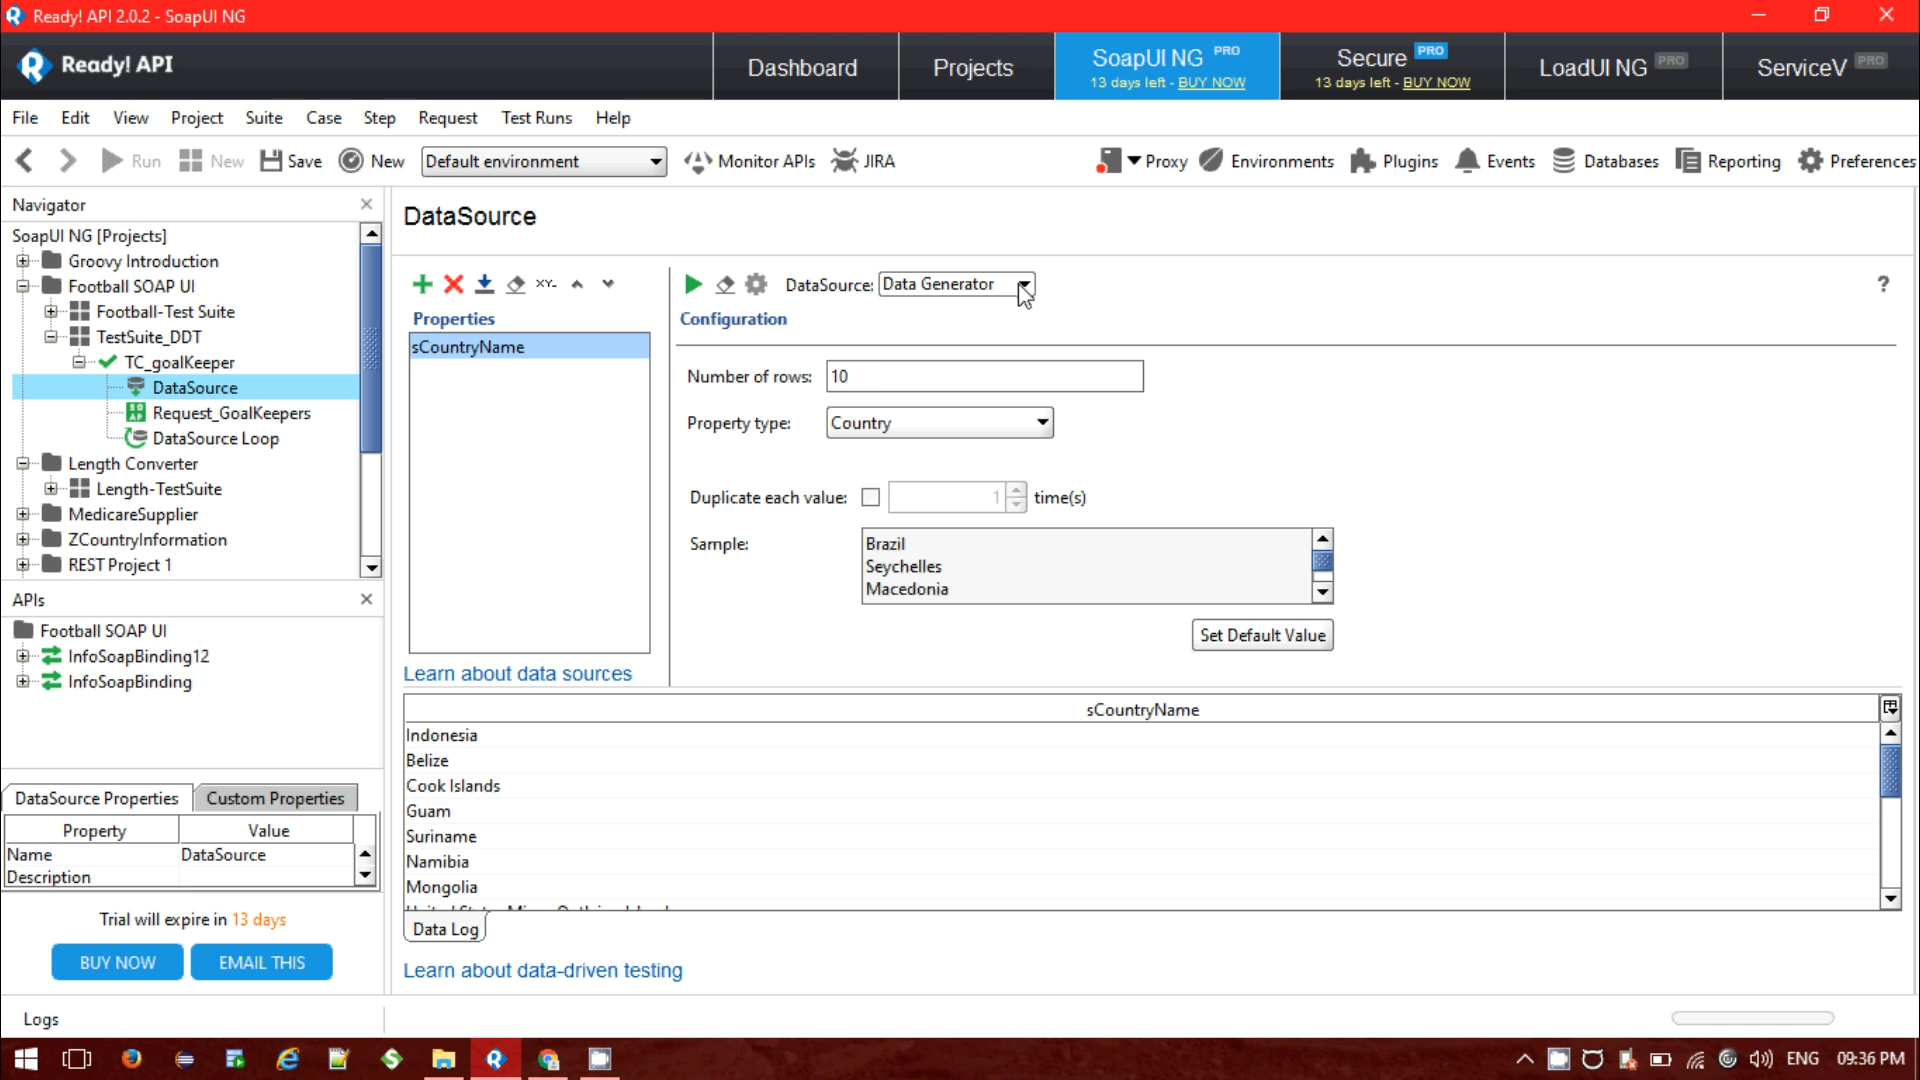 Ready! API 2.0.2 - SoapUI NG
Ready! API
Dashboard
Projects
SoapUI NG PRO
13 days left - BUY NOW
Secure PRO
13 days left - BUY NOW
LoadUI NG PRO
ServiceV PRO
File Edit View Project Suite Case Step Request Test Runs Help
Run New Save New Default environment Monitor APIs JIRA Proxy Environments Plugins Events Databases Reporting Preferences
Navigator
SoapUI NG [Projects]
Groovy Introduction
Football SOAP UI
Football-Test Suite
TestSuite_DDT
TC_goalKeeper
DataSource
Request_GoalKeepers
DataSource Loop
Length Converter
Length-TestSuite
MedicareSupplier
ZCountryInformation
REST Project 1
APIs
Football SOAP UI
InfoSoapBinding12
InfoSoapBinding
DataSource Properties Custom Properties
Property Value
Name DataSource
Description
Trial will expire in 13 days
BUY NOW EMAIL THIS
DataSource
XY-
DataSource: Data Generator
?
Properties
sCountryName
Learn about data sources
Configuration
Number of rows: 10
Property type: Country
Duplicate each value: 1 time(s)
Sample: Brazil
Seychelles
Macedonia
Set Default Value
sCountryName
Indonesia
Belize
Cook Islands
Guam
Suriname
Namibia
Mongolia
Data Log
Learn about data-driven testing
Logs
ENG 09:36 PM